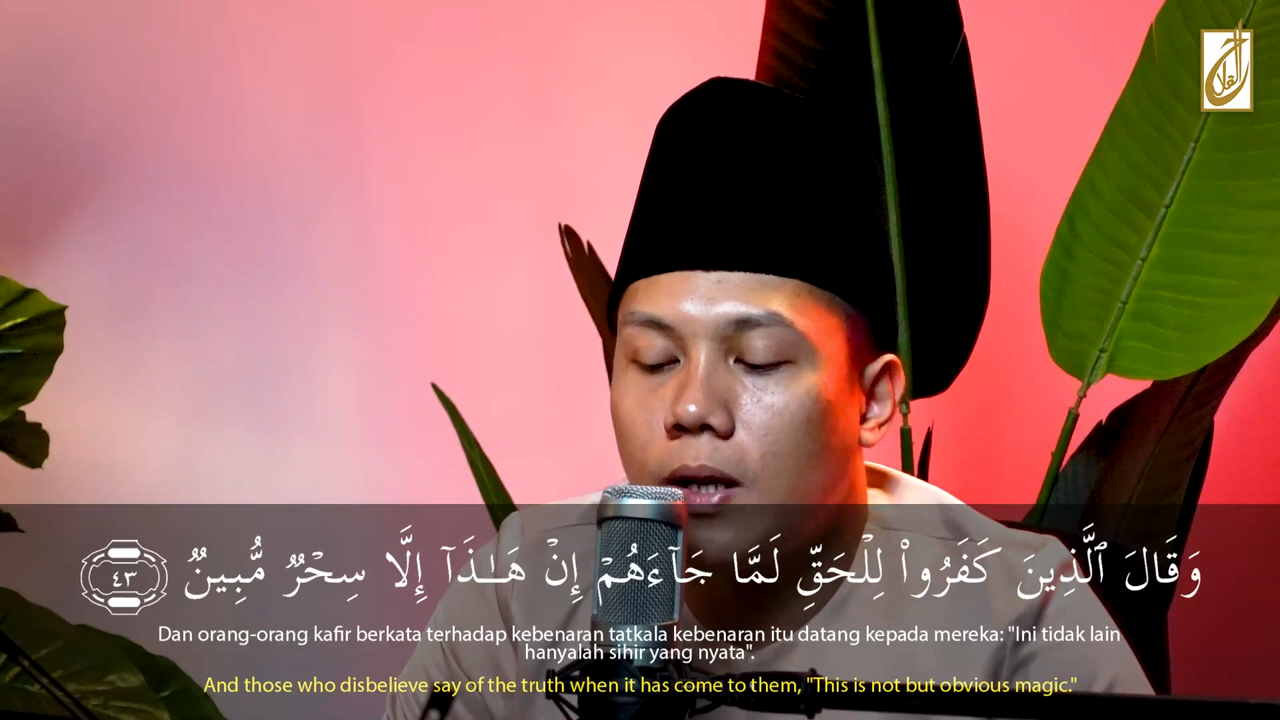 وَقَالَ ٱلَّذِينَ كَفَرُوا۟ لِلْحَقِّ لَمَّا جَآءَهُمْ إِنْ هَـٰذَآ إِلَّا سِحْرٌ مُّبِينٌ ٤٣
Dan orang-orang kafir berkata terhadap kebenaran tatkala kebenaran itu datang kepada mereka: "Ini tidak lain
hanyalah sihir yang nyata".
And those who disbelieve say of the truth when it has come to them, "This is not but obvious magic."